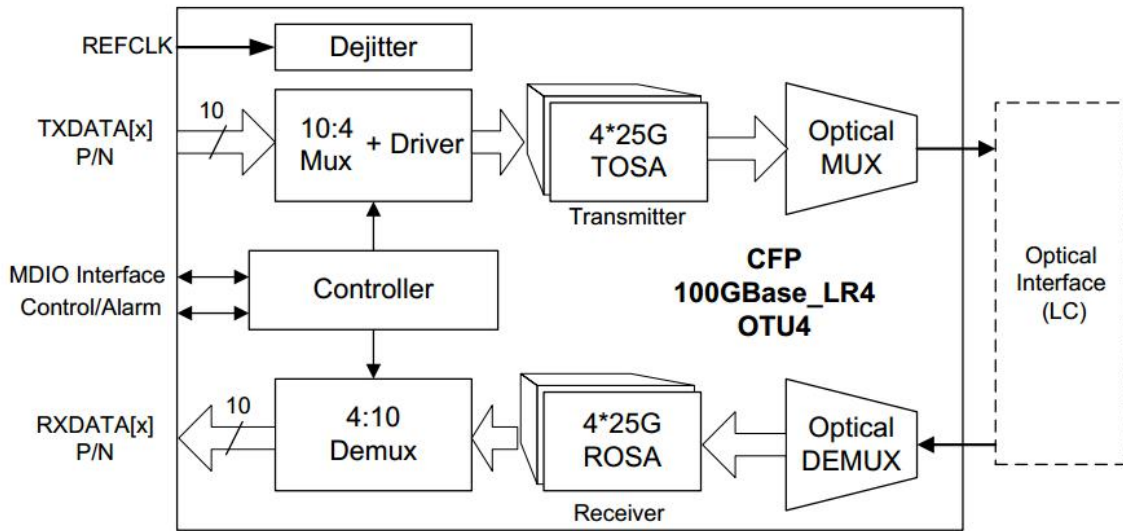 REFCLK
Dejitter
10
TXDATA[x]
P/N
10:4
Mux + Driver
4*25G
TOSA
Transmitter
Optical
MUX
MDIO Interface
Control/Alarm
Controller
CFP
100GBase_LR4
OTU4
Optical
Interface
(LC)
10
RXDATA[x]
P/N
4:10
Demux
4*25G
ROSA
Receiver
Optical
DEMUX